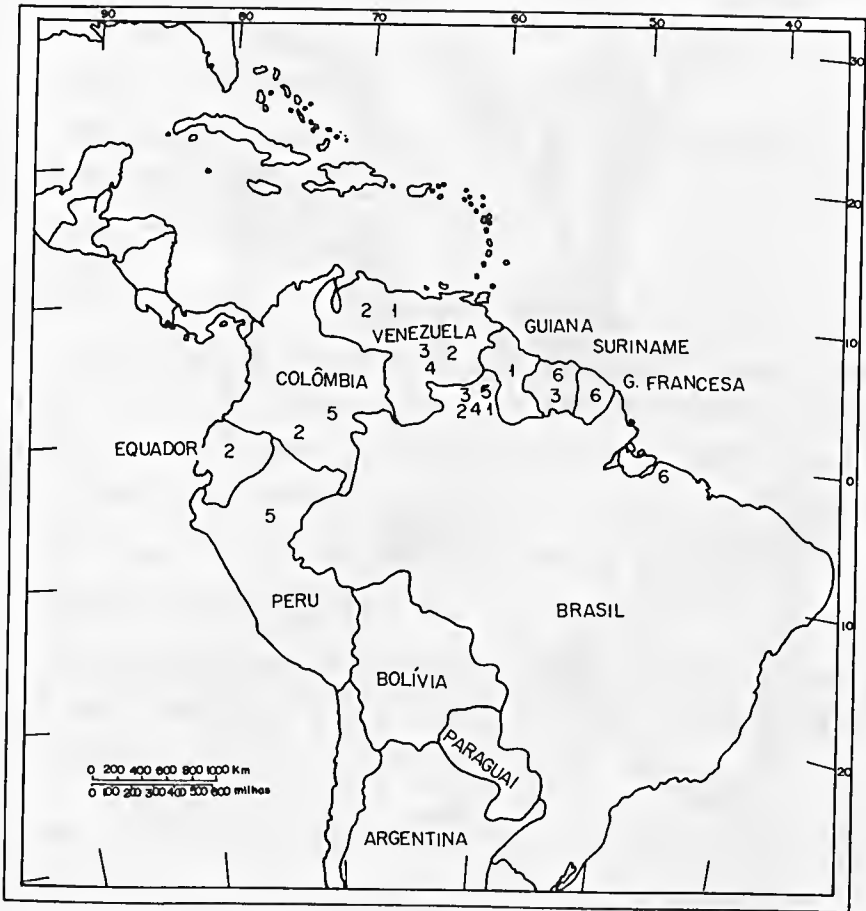 90 80 70 60 50 40
30
20
2 1
VENEZUELA
GUIANA
10
3 2
SURINAME
4
1 6
G. FRANCESA
COLÔMBIA
3 5
3 6
2 4 1
5
2
EQUADOR 2
6
0
5
PERU
BRASIL
10
BOLÍVIA
PARAGUAI
20
0 200 400 600 800 1000 Km
0 100 200 300 400 500 600 milhas
ARGENTINA